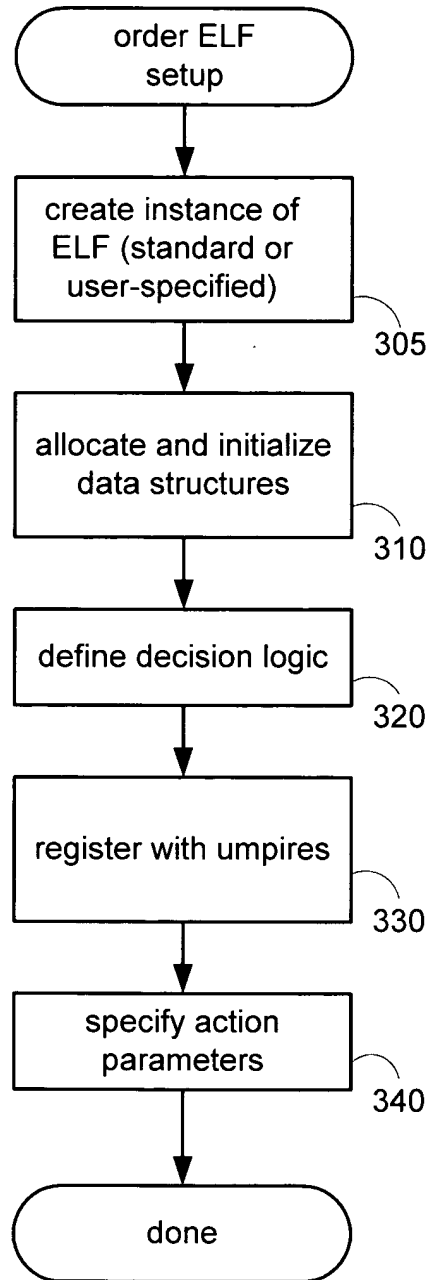 order ELF
setup
create instance of
ELF (standard or
user-specified)
305
allocate and initialize
data structures
310
define decision logic
320
register with umpires
330
specify action
parameters
340
done